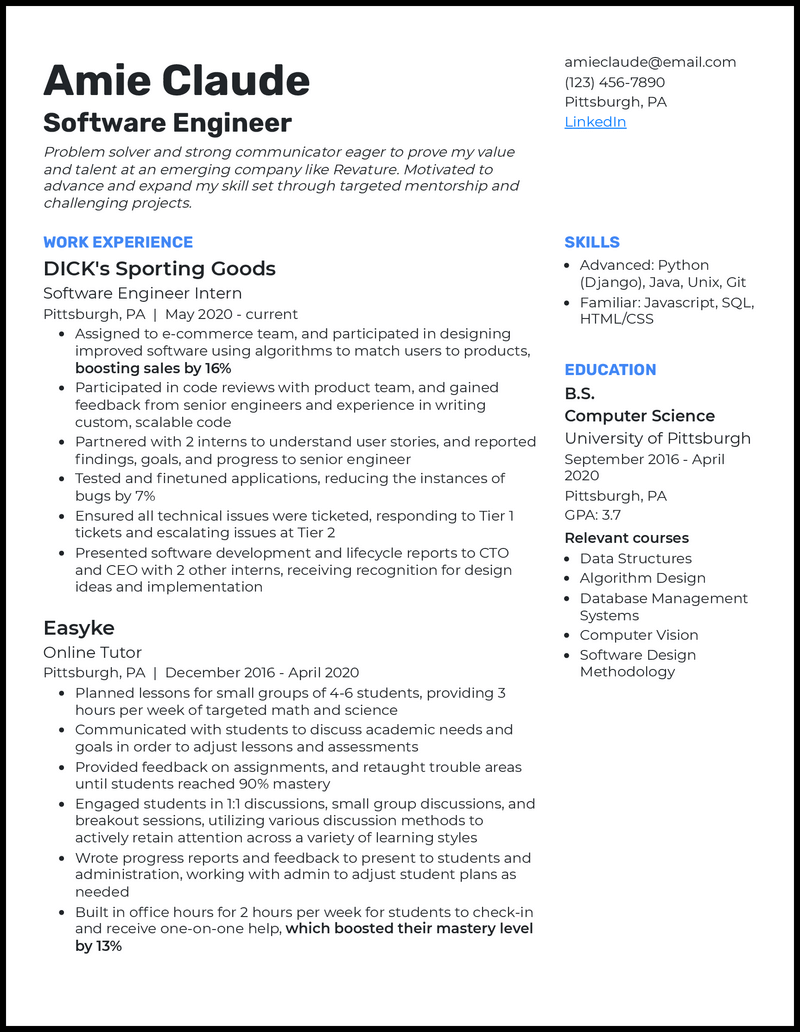 Amie Claude
Software Engineer
Problem solver and strong communicator eager to prove my value
and talent at an emerging company like Revature. Motivated to
advance and expand my skill set through targeted mentorship and
challenging projects.
amieclaude@email.com
(123) 456-7890
Pittsburgh, PA
LinkedIn
WORK EXPERIENCE
DICK's Sporting Goods
Software Engineer Intern
Pittsburgh, PA | May 2020 - current
• Assigned to e-commerce team, and participated in designing
improved software using algorithms to match users to products,
boosting sales by 16%
• Participated in code reviews with product team, and gained
feedback from senior engineers and experience in writing
custom, scalable code
• Partnered with 2 interns to understand user stories, and reported
findings, goals, and progress to senior engineer
• Tested and finetuned applications, reducing the instances of
bugs by 7%
• Ensured all technical issues were ticketed, responding to Tier 1
tickets and escalating issues at Tier 2
• Presented software development and lifecycle reports to CTO
and CEO with 2 other interns, receiving recognition for design
ideas and implementation
Easyke
Online Tutor
Pittsburgh, PA | December 2016 - April 2020
• Planned lessons for small groups of 4-6 students, providing 3
hours per week of targeted math and science
• Communicated with students to discuss academic needs and
goals in order to adjust lessons and assessments
• Provided feedback on assignments, and retaught trouble areas
until students reached 90% mastery
• Engaged students in 1:1 discussions, small group discussions, and
breakout sessions, utilizing various discussion methods to
actively retain attention across a variety of learning styles
• Wrote progress reports and feedback to present to students and
administration, working with admin to adjust student plans as
needed
• Built in office hours for 2 hours per week for students to check-in
and receive one-on-one help, which boosted their mastery level
by 13%
SKILLS
• Advanced: Python
(Django), Java, Unix, Git
• Familiar: Javascript, SQL,
HTML/CSS
EDUCATION
B.S.
Computer Science
University of Pittsburgh
September 2016 - April
2020
Pittsburgh, PA
GPA: 3.7
Relevant courses
• Data Structures
• Algorithm Design
• Database Management
Systems
• Computer Vision
• Software Design
Methodology